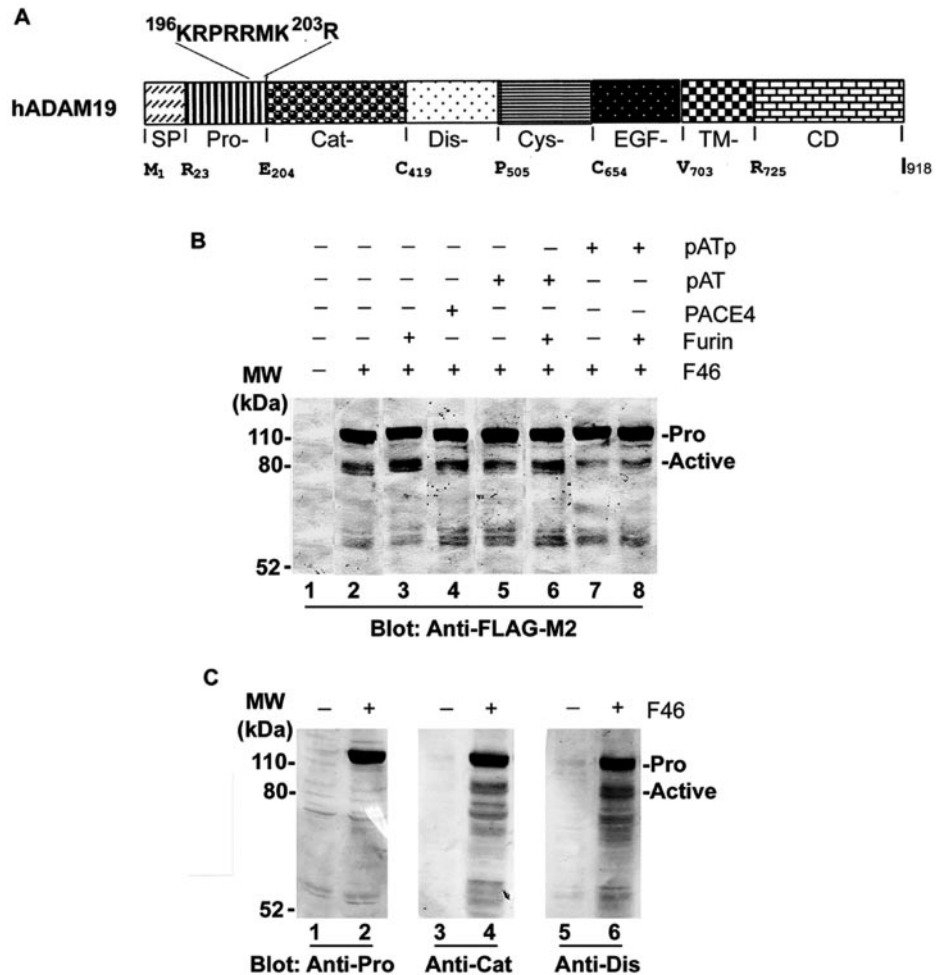 A
¹⁹⁶KRPRRMK²⁰³R
hADAM19
SP Pro- Cat- Dis- Cys- EGF- TM- CD
M₁ R₂₃ E₂₀₄ C₄₁₉ P₅₀₅ C₆₅₄ V₇₀₃ R₇₂₅ I₉₁₈
B
– – – – – – + + pATp
– – – – + + – – pAT
– – – + – – – – PACE4
– – + – – + – + Furin
– + + + + + + + F46
MW
(kDa)
110- -Pro
80- -Active
52-
1 2 3 4 5 6 7 8
Blot: Anti-FLAG-M2
C
MW – + – + – + F46
(kDa)
110- -Pro
80- -Active
52-
1 2 3 4 5 6
Blot: Anti-Pro Anti-Cat Anti-Dis